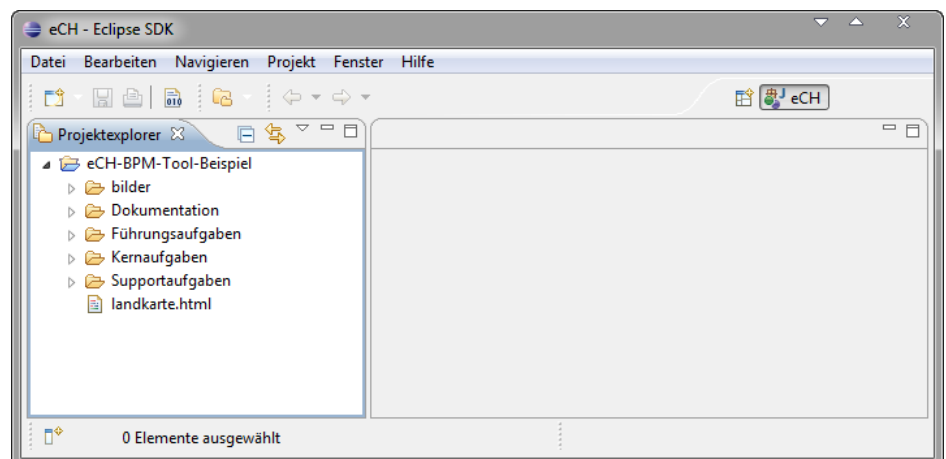 eCH - Eclipse SDK
Datei Bearbeiten Navigieren Projekt Fenster Hilfe
010
eCH
Projektexplorer
eCH-BPM-Tool-Beispiel
bilder
Dokumentation
Führungsaufgaben
Kernaufgaben
Supportaufgaben
landkarte.html
0 Elemente ausgewählt